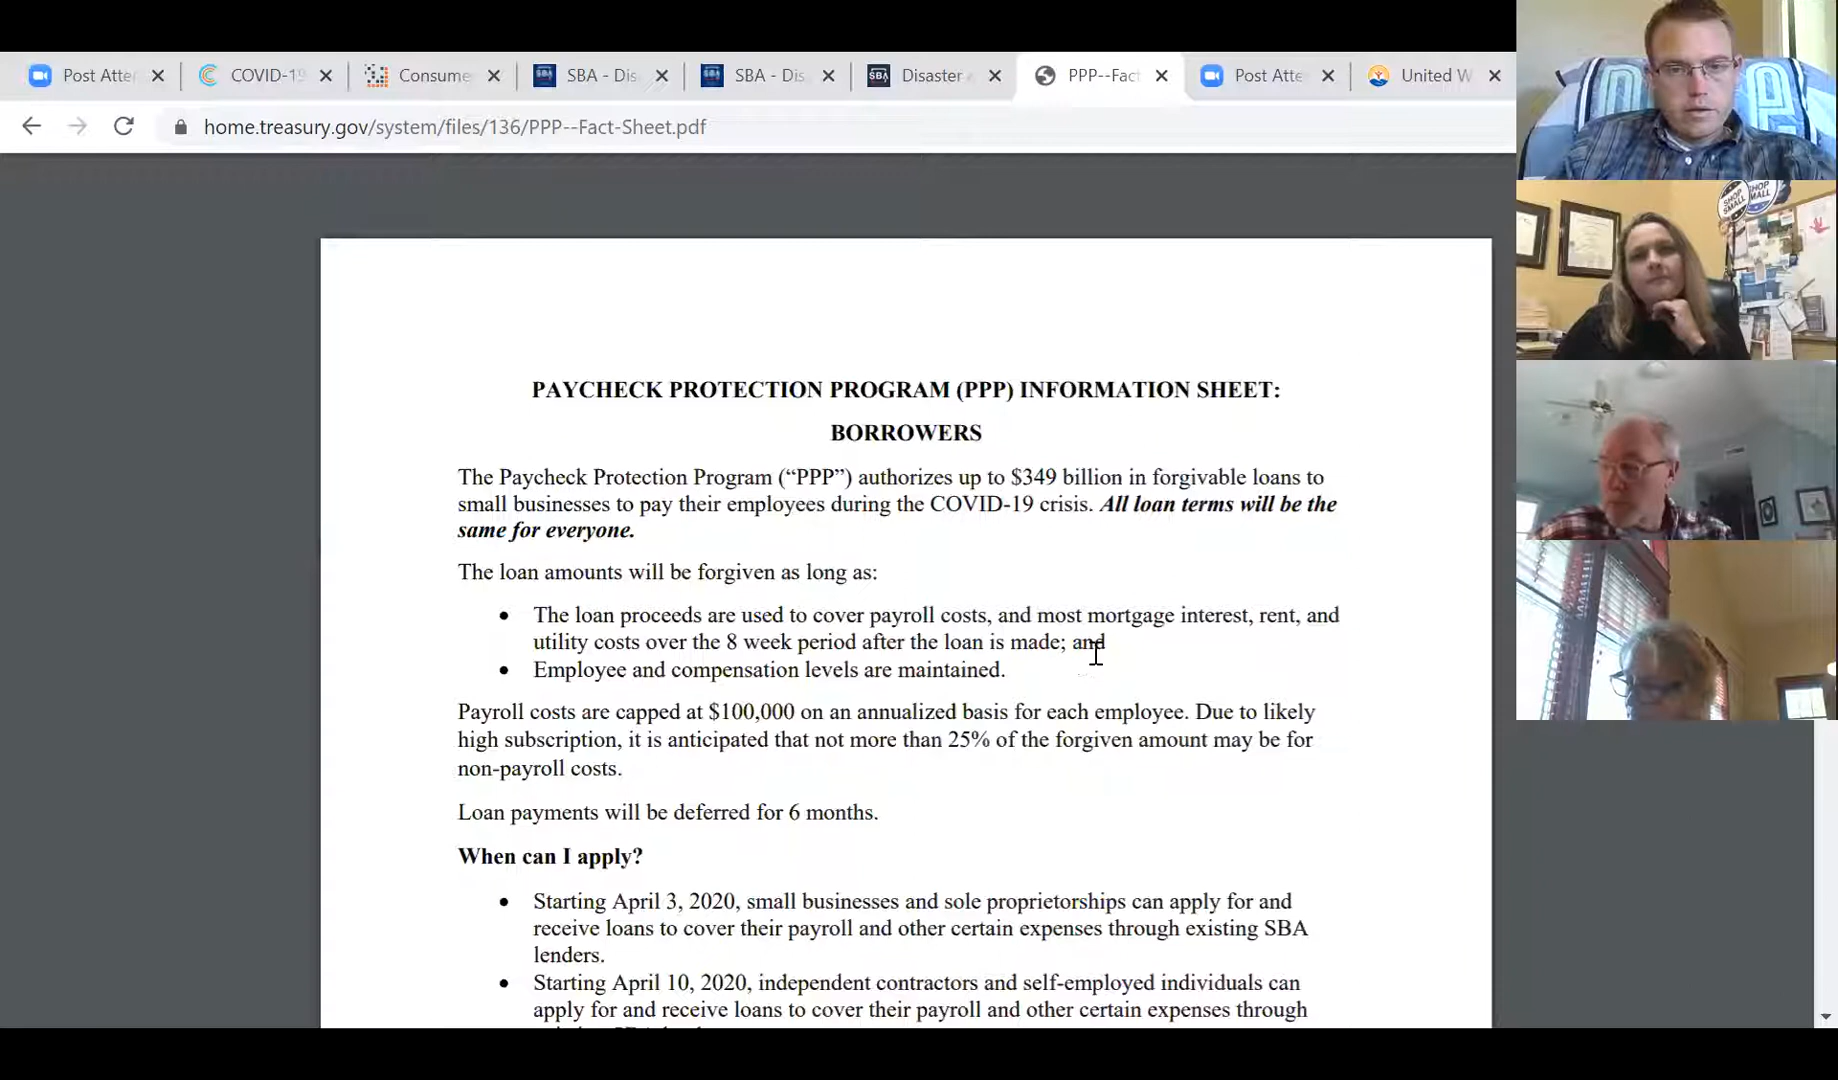 Post Atte
COVID-19
Consume
SBA - Dis
SBA - Dis
Disaster
PPP--Fact
Post Atte
United W
home.treasury.gov/system/files/136/PPP--Fact-Sheet.pdf
SHOP SMALL
SHOP SMALL
PAYCHECK PROTECTION PROGRAM (PPP) INFORMATION SHEET:
BORROWERS
The Paycheck Protection Program (“PPP”) authorizes up to $349 billion in forgivable loans to
small businesses to pay their employees during the COVID-19 crisis. All loan terms will be the
same for everyone.
The loan amounts will be forgiven as long as:
• The loan proceeds are used to cover payroll costs, and most mortgage interest, rent, and
utility costs over the 8 week period after the loan is made; and
• Employee and compensation levels are maintained.
Payroll costs are capped at $100,000 on an annualized basis for each employee. Due to likely
high subscription, it is anticipated that not more than 25% of the forgiven amount may be for
non-payroll costs.
Loan payments will be deferred for 6 months.
When can I apply?
• Starting April 3, 2020, small businesses and sole proprietorships can apply for and
receive loans to cover their payroll and other certain expenses through existing SBA
lenders.
• Starting April 10, 2020, independent contractors and self-employed individuals can
apply for and receive loans to cover their payroll and other certain expenses through